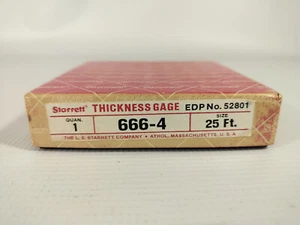 Starrett THICKNESS GAGE EDP No. 52801
QUAN. 1 666-4 SIZE 25 Ft.
THE L. S. STARRETT COMPANY • ATHOL, MASSACHUSETTS, U. S. A